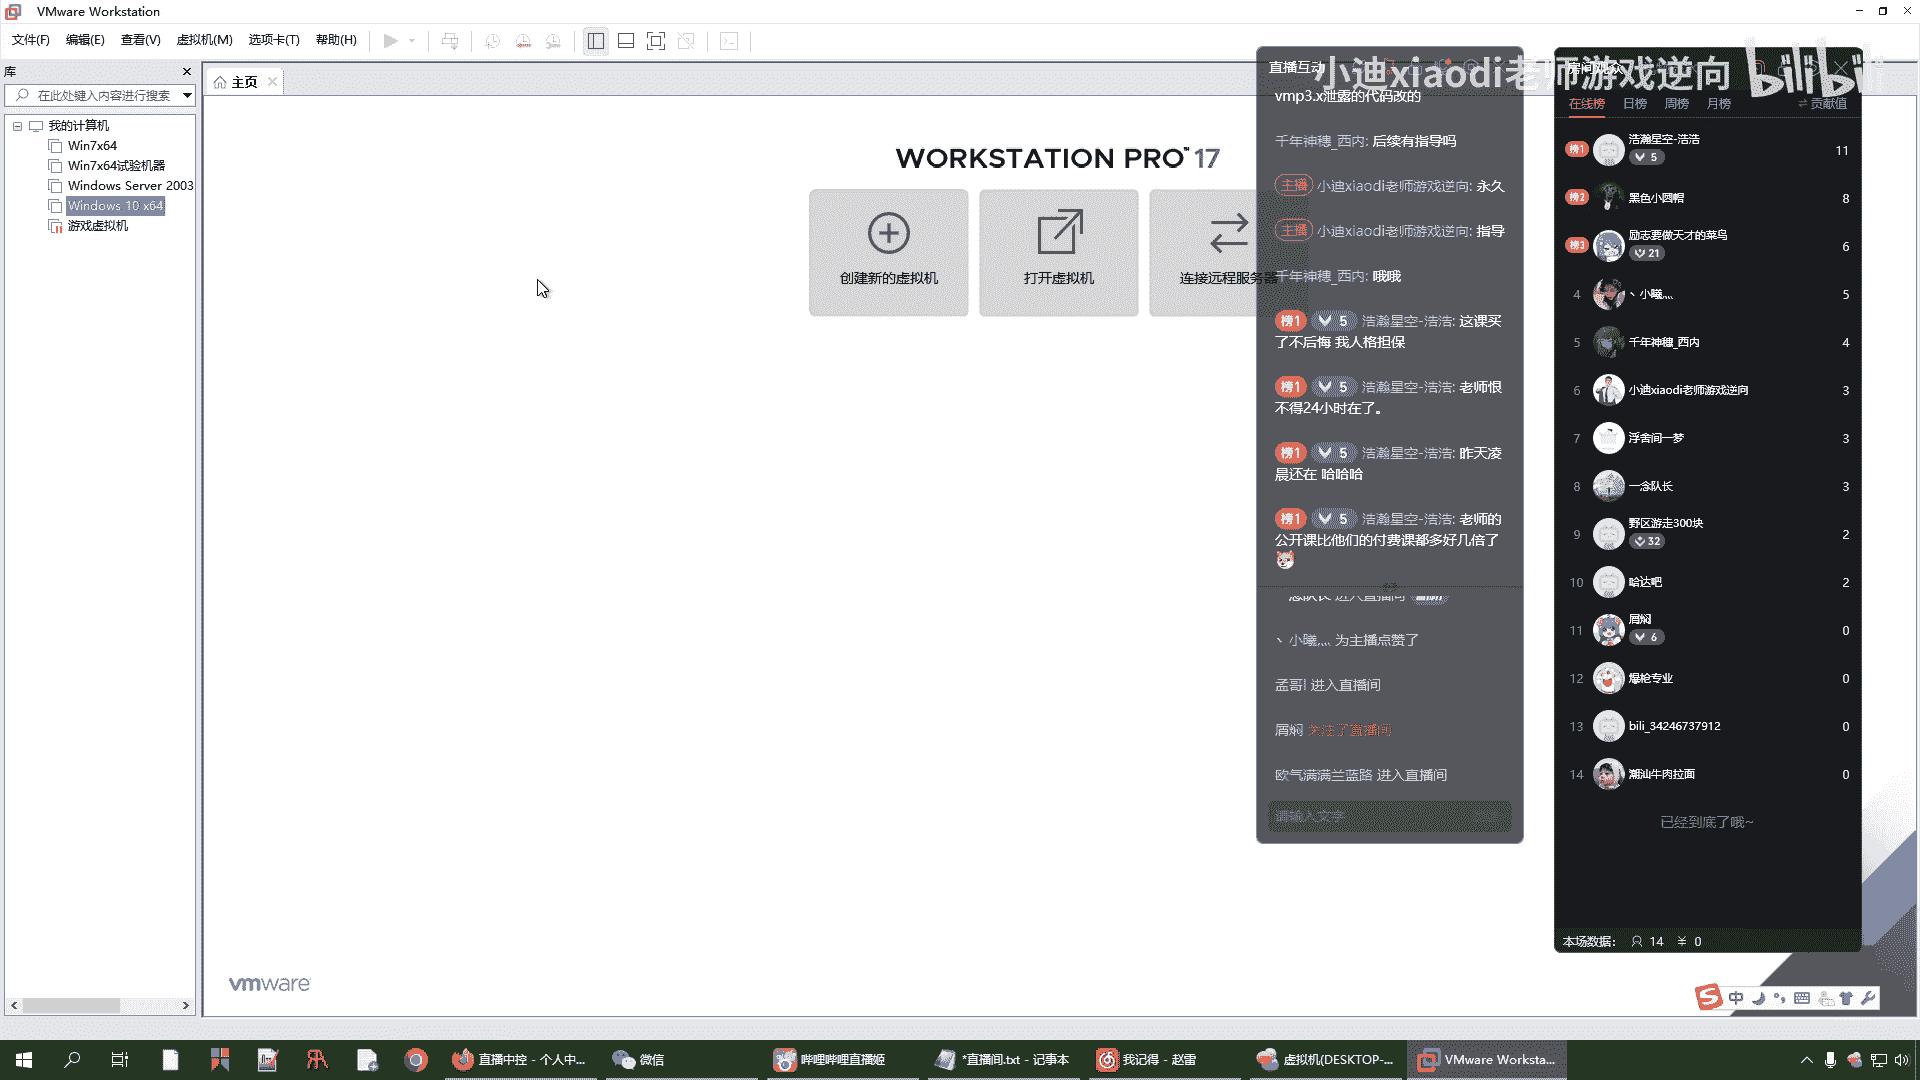 VMware Workstation
文件(F) 编辑(E) 查看(V) 虚拟机(M) 选项卡(T) 帮助(H)
库
在此处键入内容进行搜索
我的计算机
Win7x64
Win7x64试验机器
Windows Server 2003
Windows 10 x64
游戏虚拟机
主页
WORKSTATION PRO™ 17
创建新的虚拟机
打开虚拟机
连接远程服务器
vmware
小迪xiaodi老师游戏逆向 bilibili
直播互动
vmp3.x泄露的代码改的
千年神穗_西内: 后续有指导吗
主播 小迪xiaodi老师游戏逆向: 永久
主播 小迪xiaodi老师游戏逆向: 指导
千年神穗_西内: 哦哦
榜1 5 浩瀚星空-浩浩: 这课买
了不后悔 我人格担保
榜1 5 浩瀚星空-浩浩: 老师恨
不得24小时在了。
榜1 5 浩瀚星空-浩浩: 昨天凌
晨还在 哈哈哈
榜1 5 浩瀚星空-浩浩: 老师的
公开课比他们的付费课都多好几倍了
丶小曦灬 为主播点赞了
孟哥! 进入直播间
屑焖 关注了直播间
欧气满满兰蓝路 进入直播间
请输入文字
房间观众
在线榜 日榜 周榜 月榜 贡献值
榜1 浩瀚星空-浩浩 5 11
榜2 黑色小圆帽 8
榜3 励志要做天才的菜鸟 21 6
4 丶小曦灬 5
5 千年神穗_西内 4
6 小迪xiaodi老师游戏逆向 3
7 浮舍间一梦 3
8 一念队长 3
9 野区游走300块 32 2
10 哈达吧 2
11 屑焖 6 0
12 爆枪专业 0
13 bili_34246737912 0
14 潮汕牛肉拉面 0
已经到底了哦~
本场数据: 14 ¥ 0
中
直播中控 - 个人中...
微信
哔哩哔哩直播姬
*直播间.txt - 记事本
我记得 - 赵雷
虚拟机(DESKTOP-...
VMware Worksta...